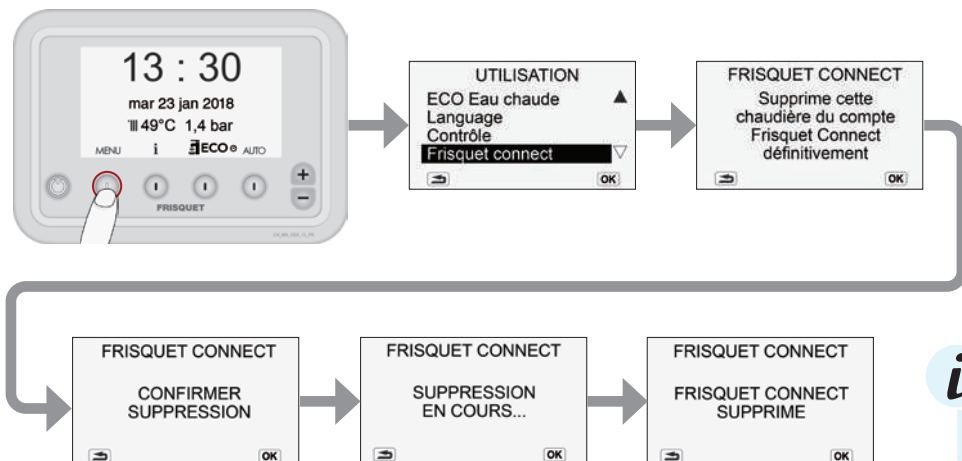 13 : 30
mar 23 jan 2018
49°C 1,4 bar
MENU i ECO AUTO
+
−
FRISQUET
UTILISATION
ECO Eau chaude
Language
Contrôle
Frisquet connect
OK
FRISQUET CONNECT
Supprime cette
chaudière du compte
Frisquet Connect
définitivement
OK
FRISQUET CONNECT
CONFIRMER
SUPPRESSION
OK
FRISQUET CONNECT
SUPPRESSION
EN COURS...
OK
FRISQUET CONNECT
FRISQUET CONNECT
SUPPRIME
OK
i